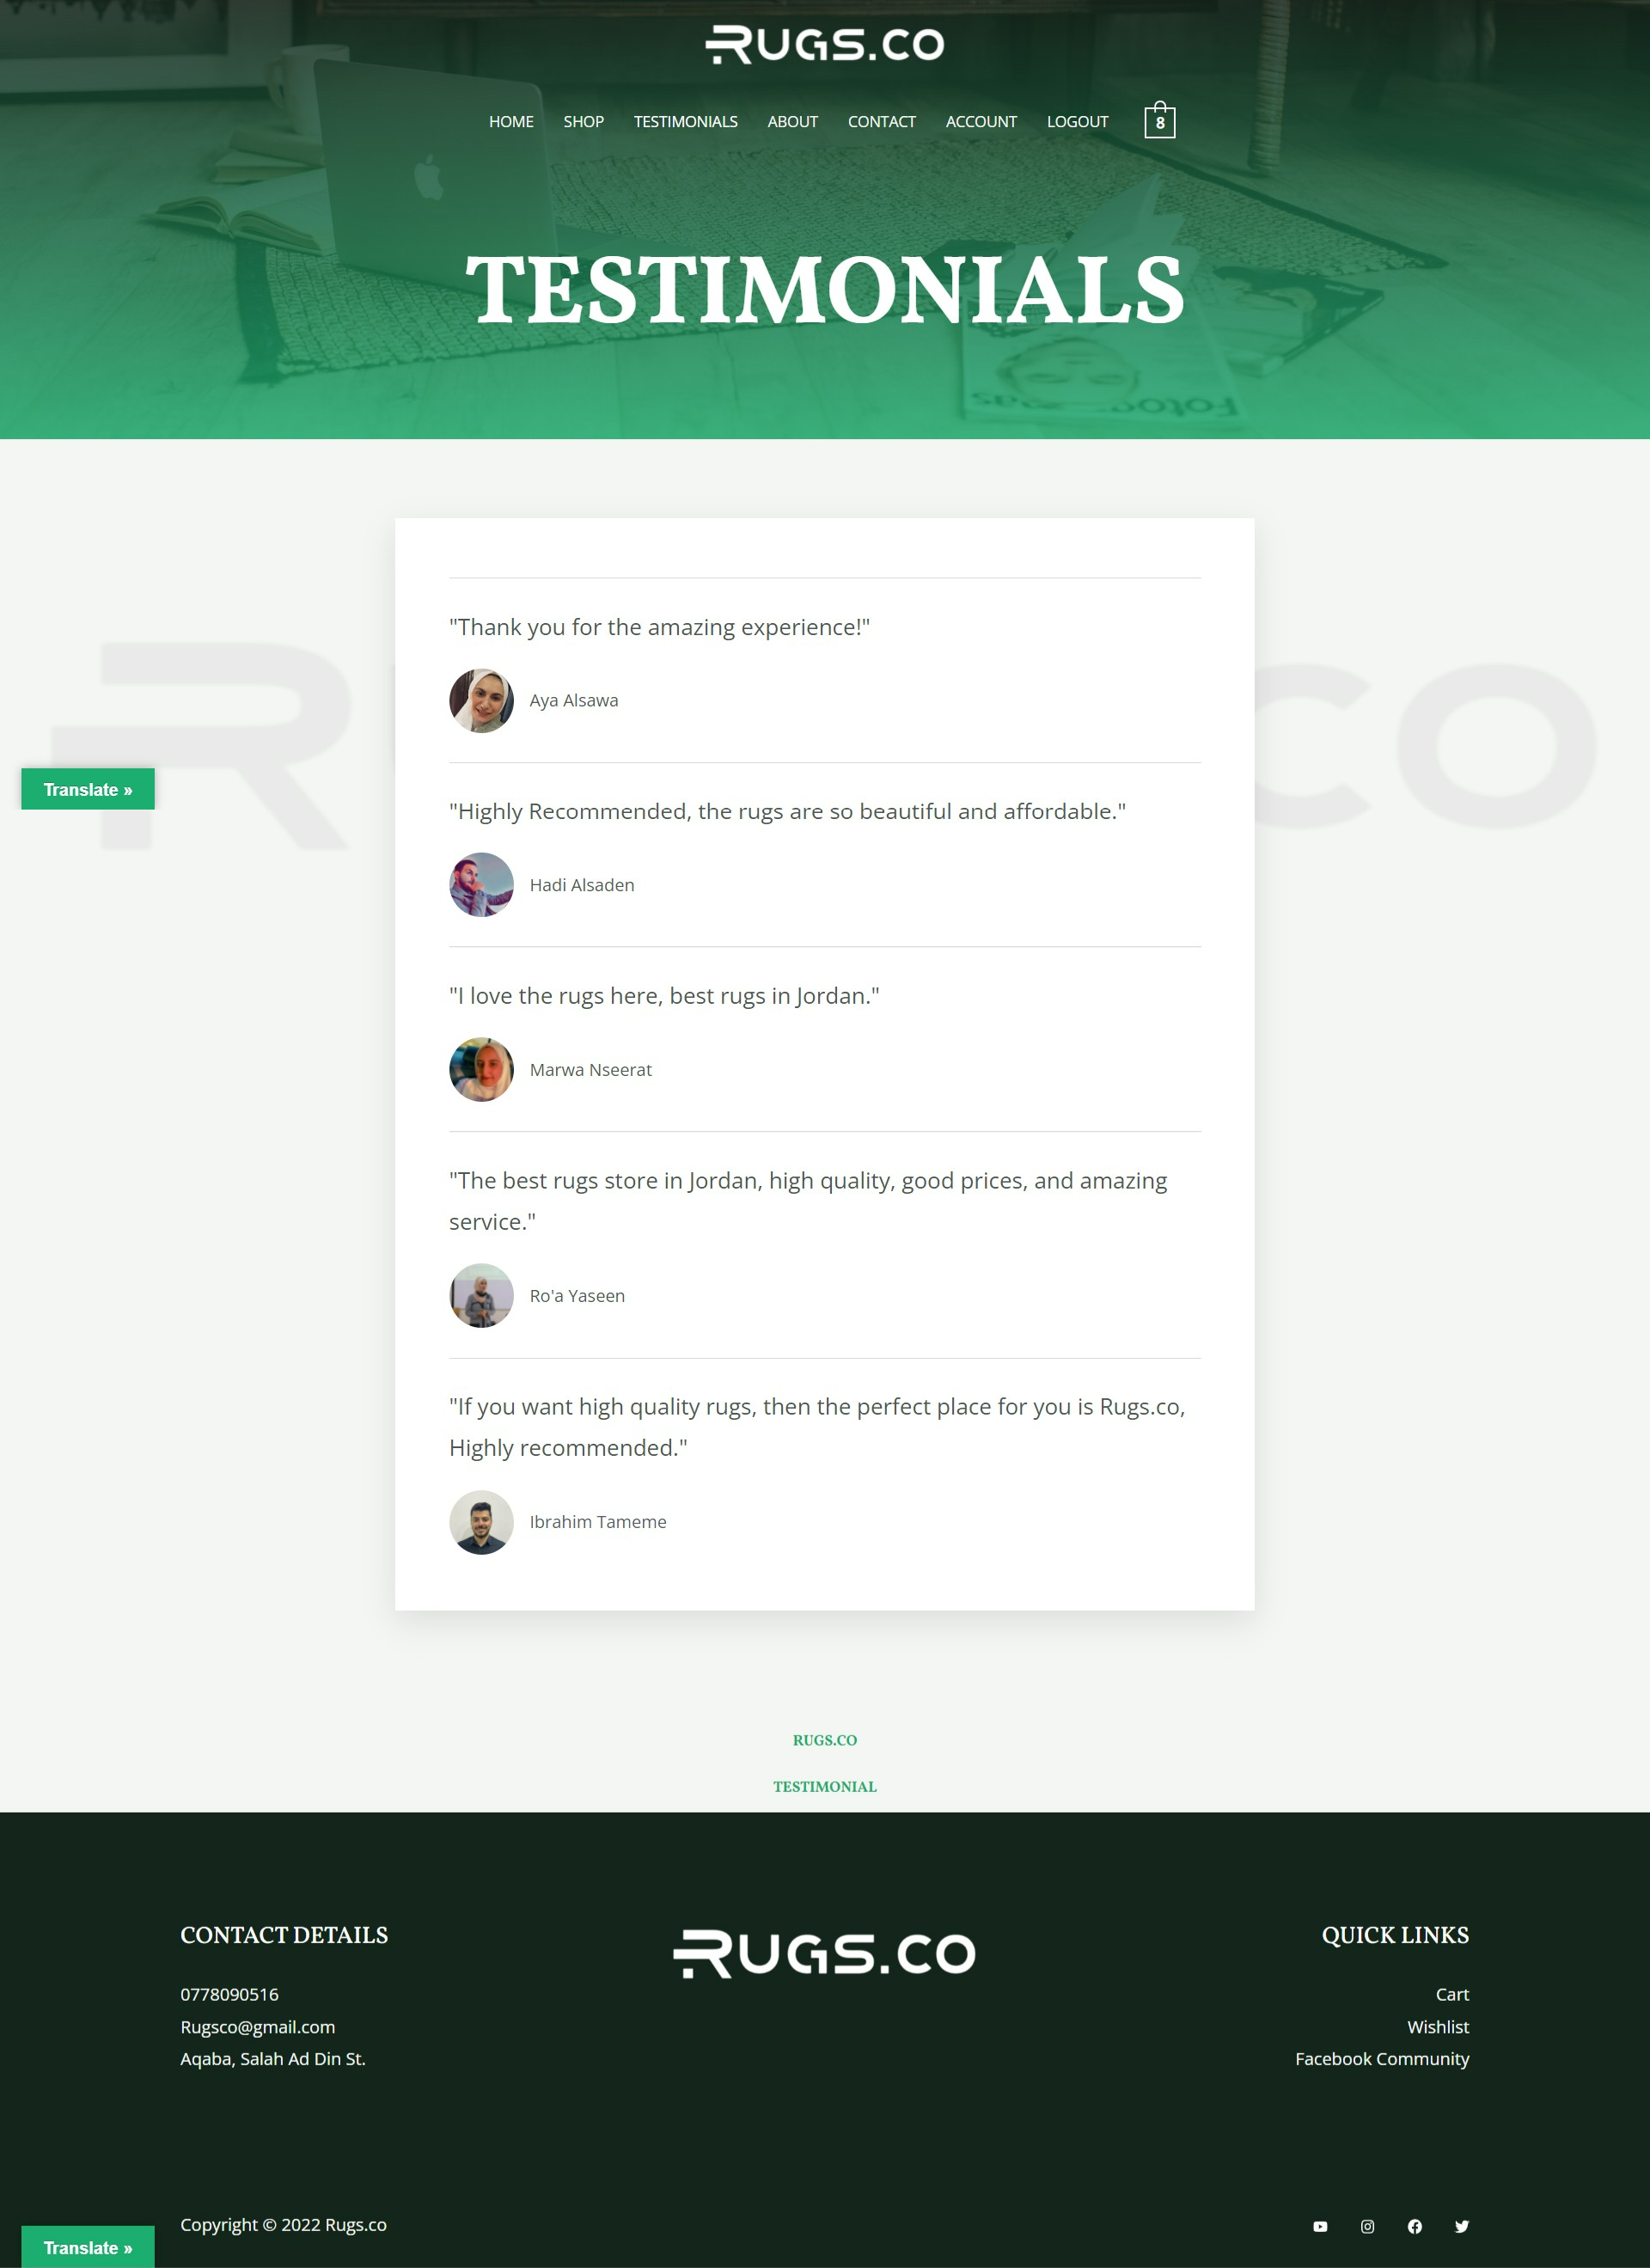 RUGS.CO
HOME SHOP TESTIMONIALS ABOUT CONTACT ACCOUNT LOGOUT 8
TESTIMONIALS
"Thank you for the amazing experience!"
Aya Alsawa
Translate »
"Highly Recommended, the rugs are so beautiful and affordable."
Hadi Alsaden
"I love the rugs here, best rugs in Jordan."
Marwa Nseerat
"The best rugs store in Jordan, high quality, good prices, and amazing
service."
Ro'a Yaseen
"If you want high quality rugs, then the perfect place for you is Rugs.co,
Highly recommended."
Ibrahim Tameme
RUGS.CO
TESTIMONIAL
CONTACT DETAILS
0778090516
Rugsco@gmail.com
Aqaba, Salah Ad Din St.
RUGS.CO
QUICK LINKS
Cart
Wishlist
Facebook Community
Copyright © 2022 Rugs.co
Translate »